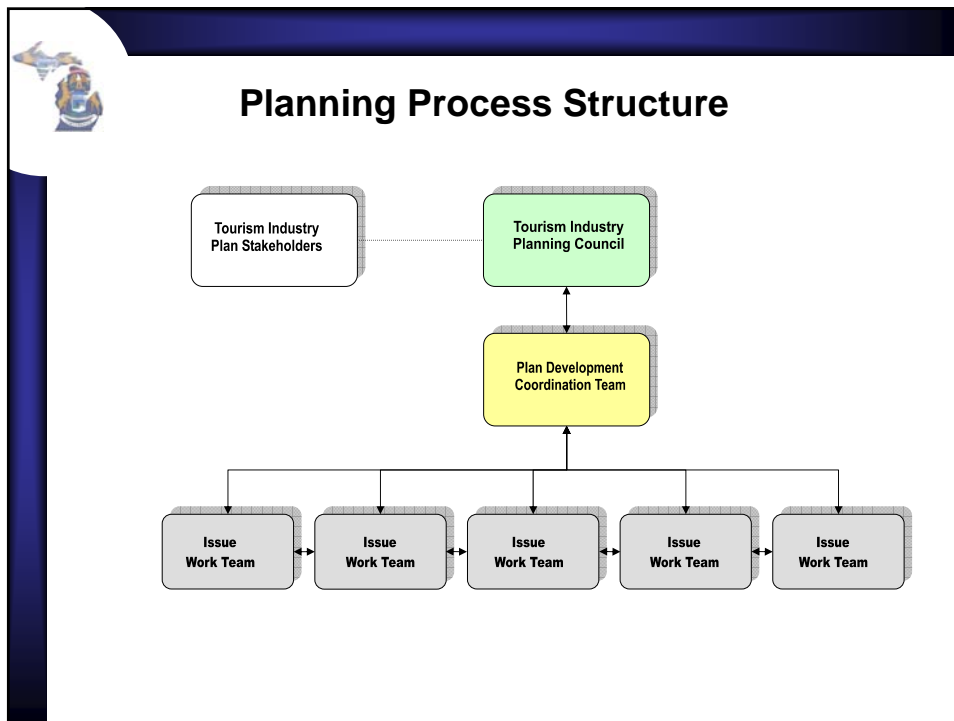 Planning Process Structure
Tourism Industry
Plan Stakeholders
Tourism Industry
Planning Council
Plan Development
Coordination Team
Issue
Work Team
Issue
Work Team
Issue
Work Team
Issue
Work Team
Issue
Work Team